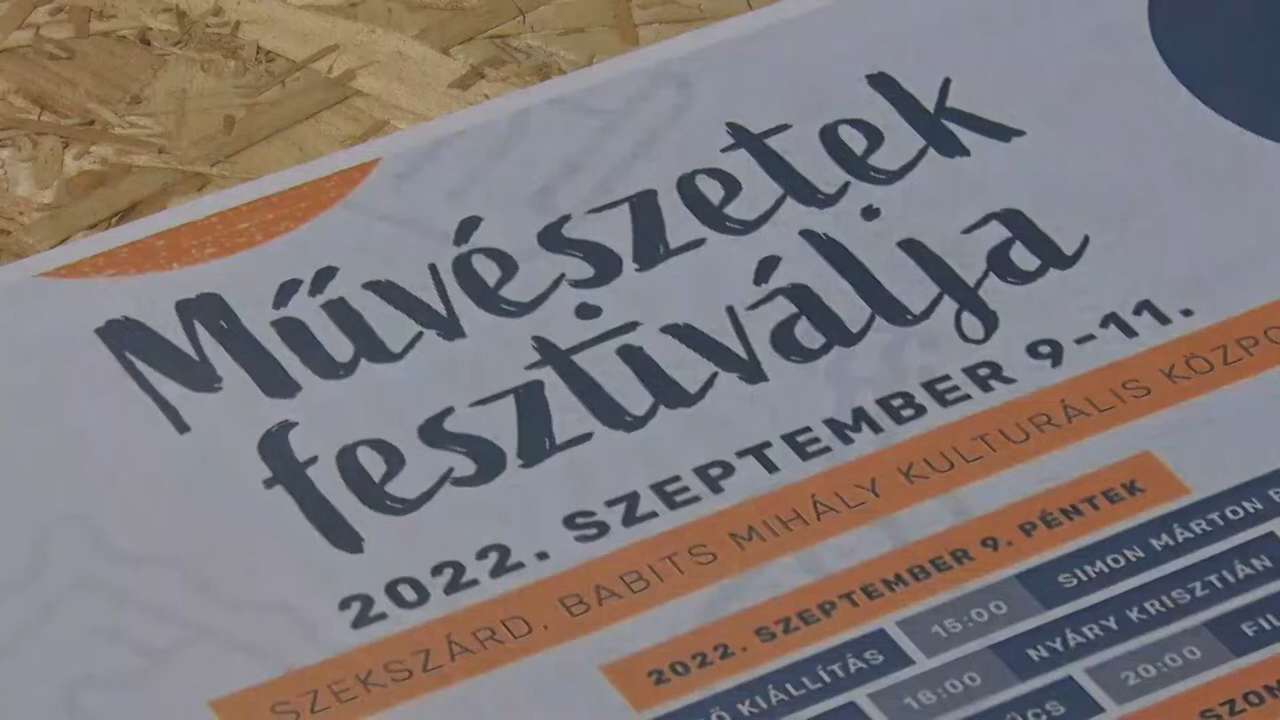 Művészetek
fesztiválja
2022. SZEPTEMBER 9-11.
SZEKSZÁRD, BABITS MIHÁLY KULTURÁLIS
2022. SZEPTEMBER 9. PÉNTEK
KIÁLLÍTÁS
15:00 SIMON MÁRTON
18:00 NYÁRY KRISZTIÁN
20:00